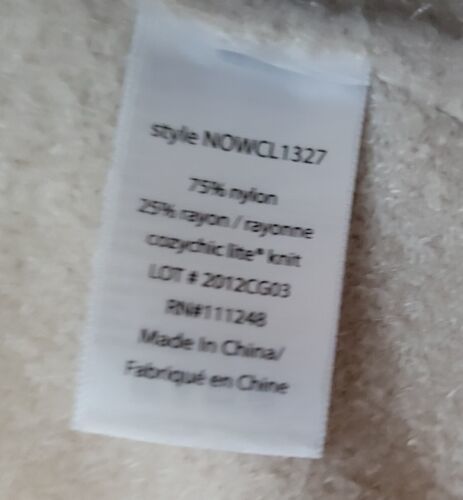 style NOWCL1327
75% nylon
25% rayon / rayonne
cozychic lite® knit
LOT # 2012CG03
RN#111248
Made In China/
Fabriqué en Chine